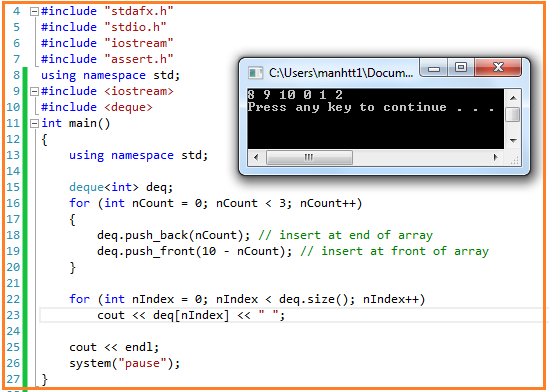 4 #include "stdafx.h"
5 #include "stdio.h"
6 #include "iostream"
7 #include "assert.h"
8 using namespace std;
9 #include <iostream>
10 #include <deque>
11 int main()
12 {
13 using namespace std;
14
15 deque<int> deq;
16 for (int nCount = 0; nCount < 3; nCount++)
17 {
18 deq.push_back(nCount); // insert at end of array
19 deq.push_front(10 - nCount); // insert at front of array
20 }
21
22 for (int nIndex = 0; nIndex < deq.size(); nIndex++)
23 cout << deq[nIndex] << " ";
24
25 cout << endl;
26 system("pause");
27 }
C:\Users\manhtt1\Docum...
8 9 10 0 1 2
Press any key to continue . . .